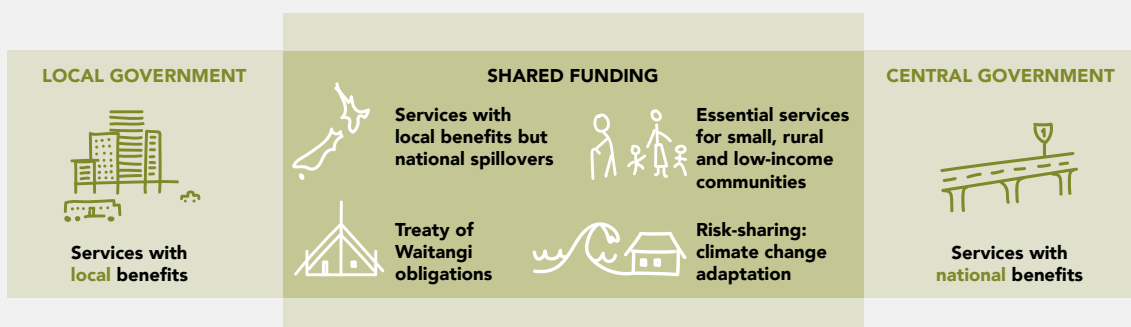 LOCAL GOVERNMENT
Services with
local benefits
SHARED FUNDING
Services with
local benefits but
national spillovers
Essential services
for small, rural
and low-income
communities
Treaty of
Waitangi
obligations
Risk-sharing:
climate change
adaptation
CENTRAL GOVERNMENT
1
Services with
national benefits